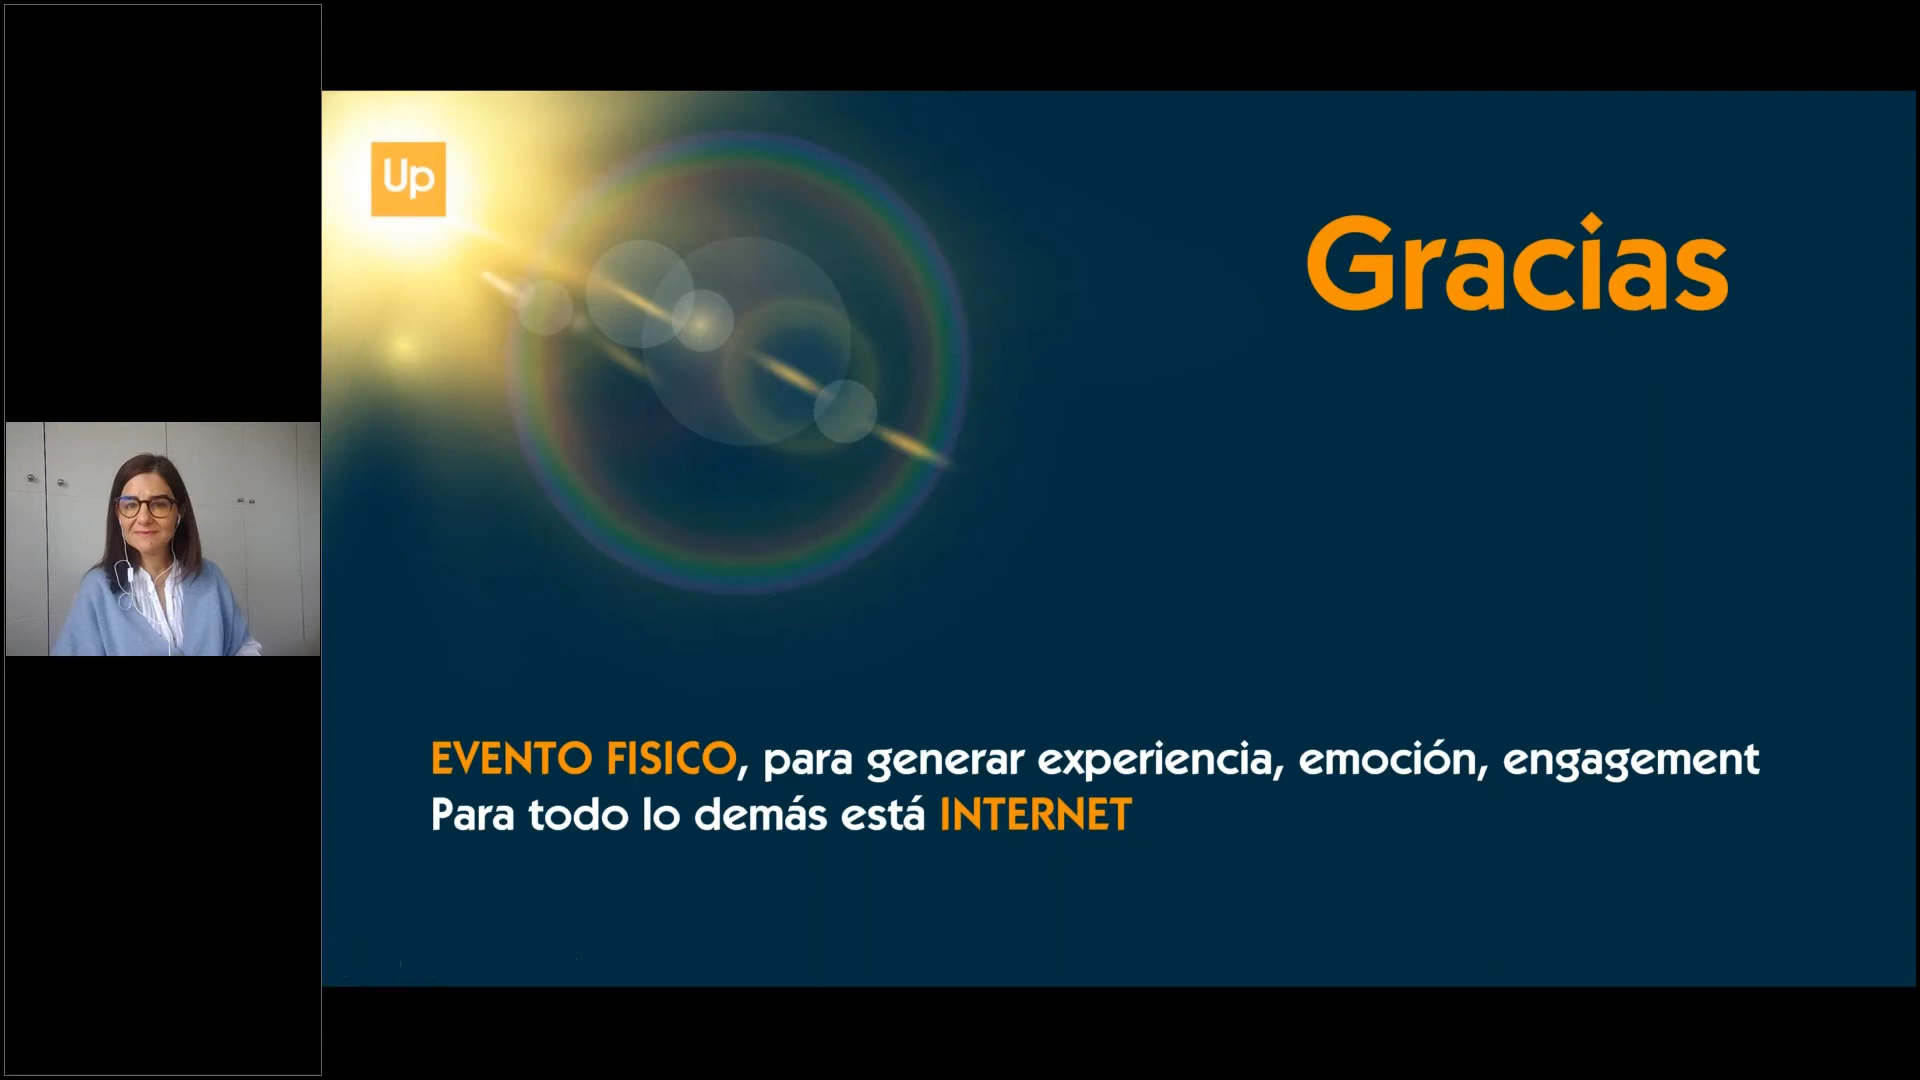 Up
Gracias
EVENTO FISICO, para generar experiencia, emoción, engagement
Para todo lo demás está INTERNET